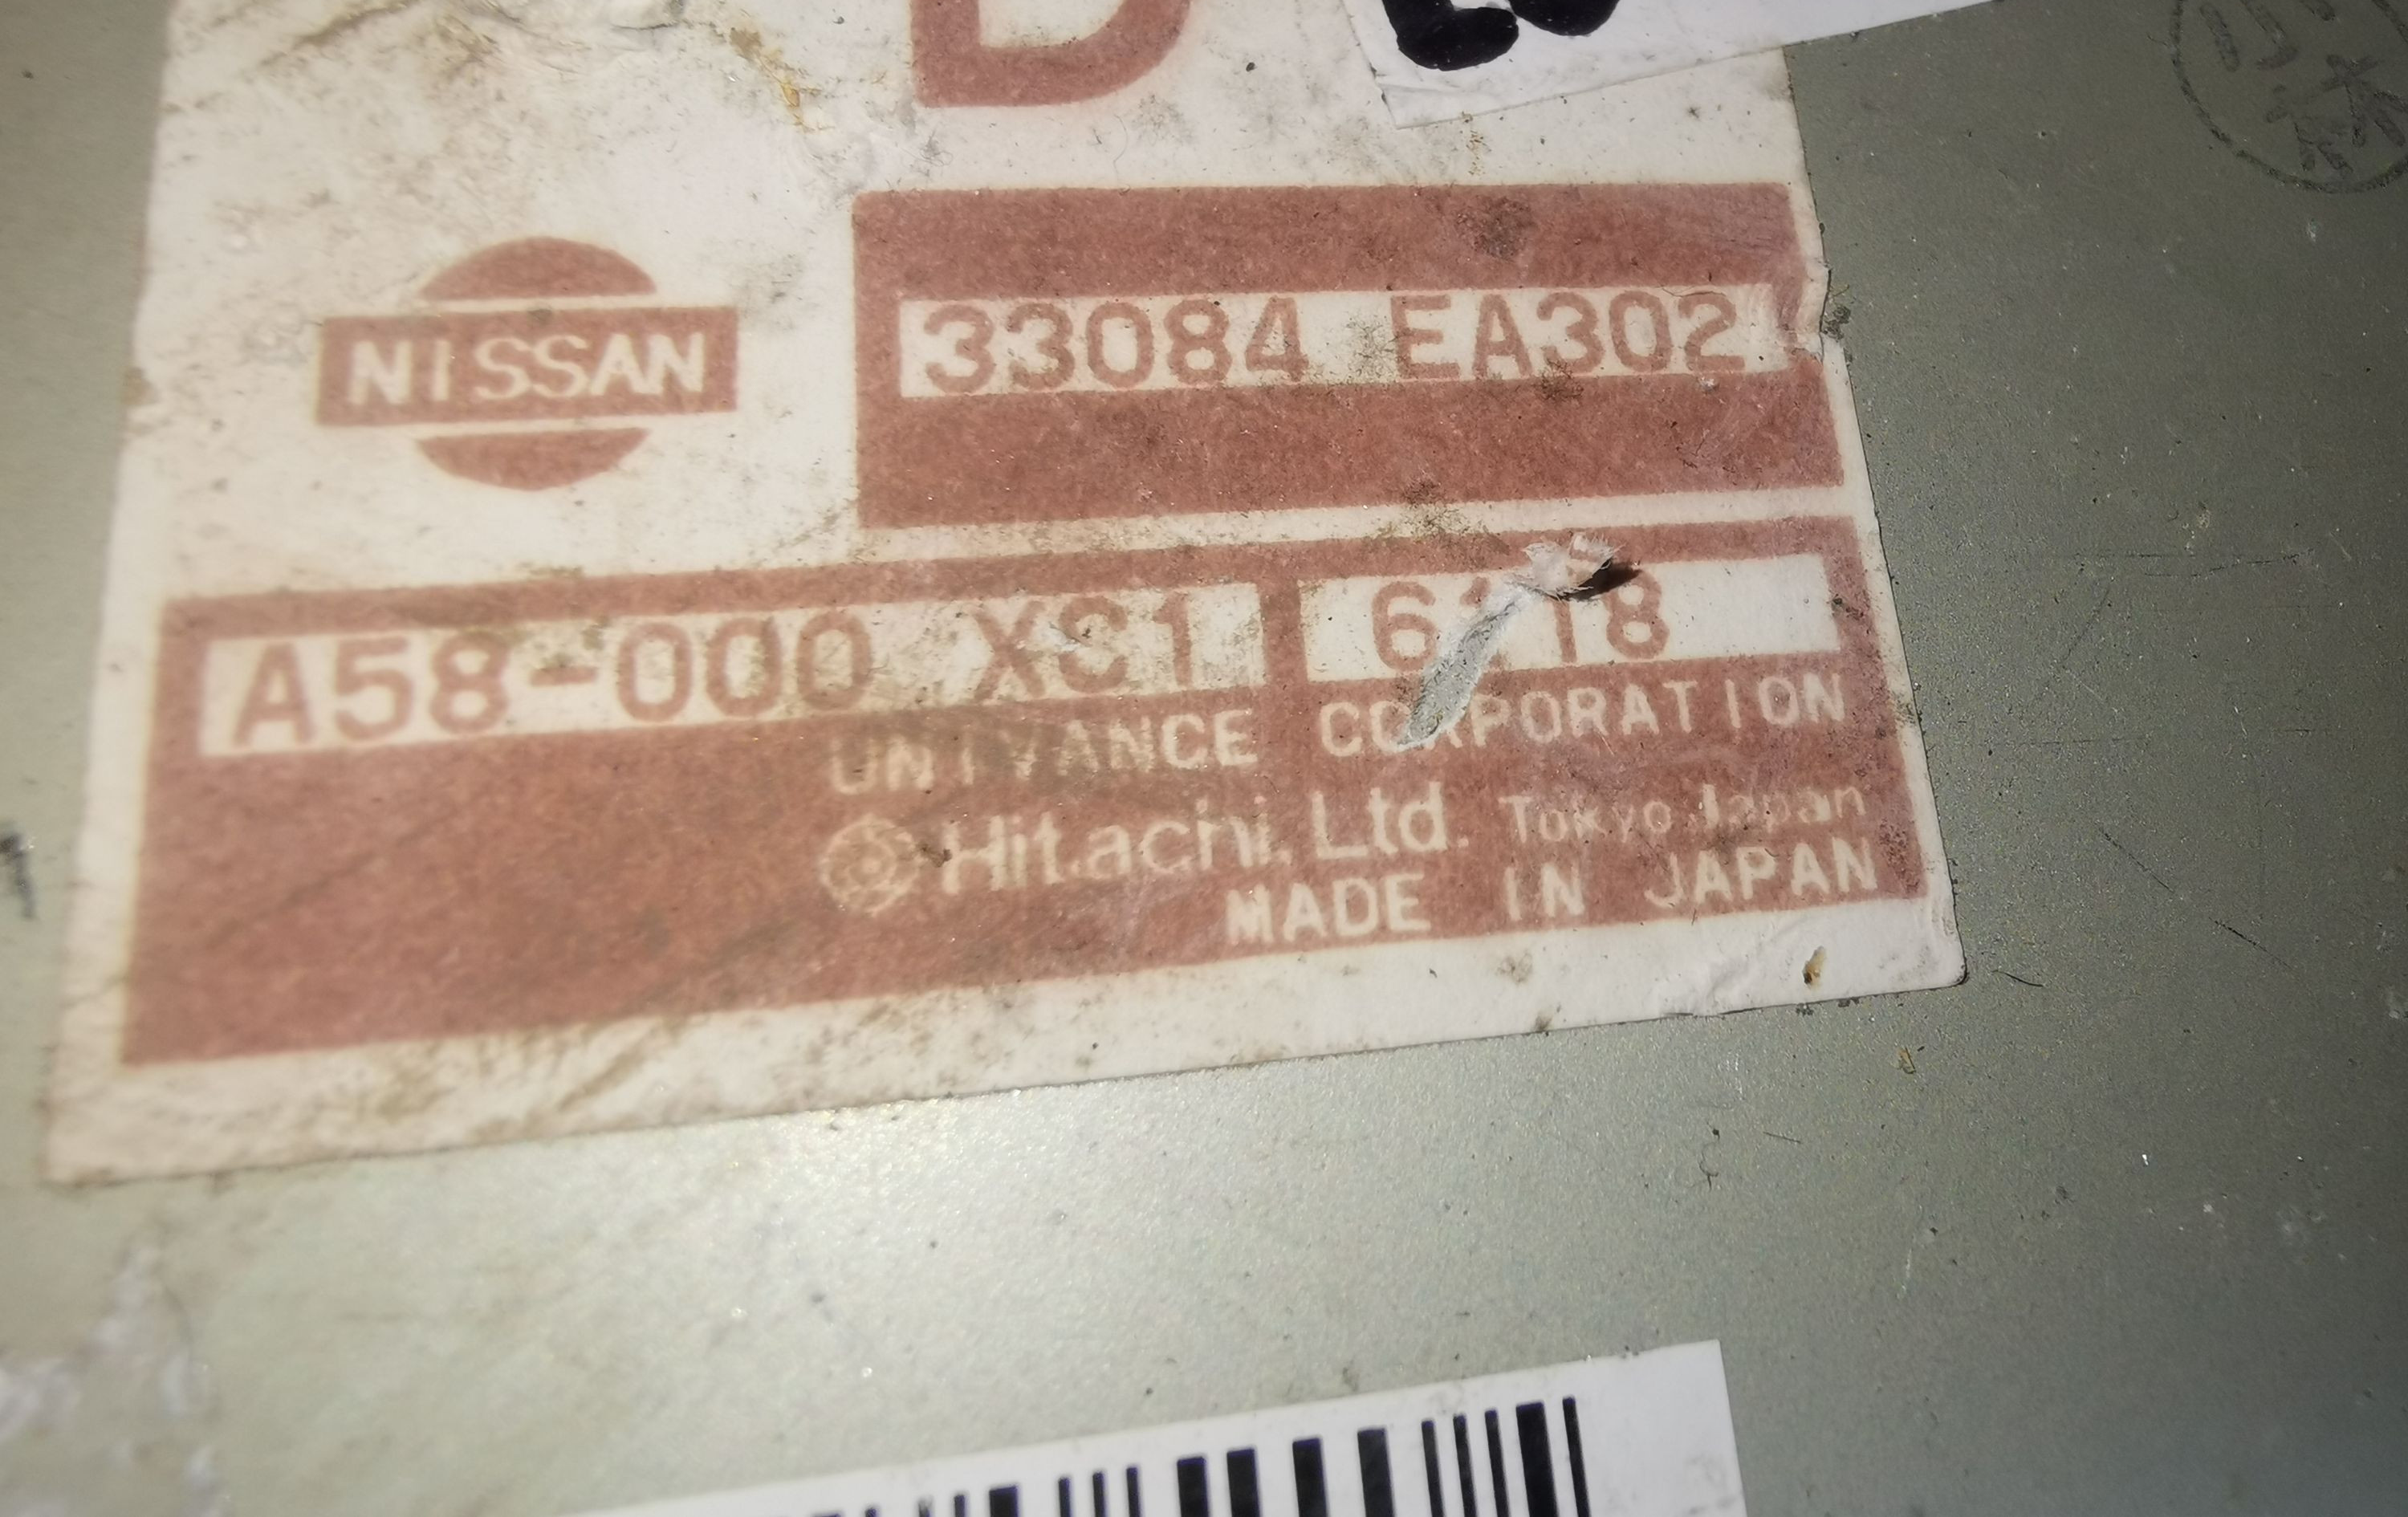 D
NISSAN
33084 EA302
A58-000 XC1
UNIVANCE CORPORATION
Hitachi, Ltd. Tokyo Japan
MADE IN JAPAN